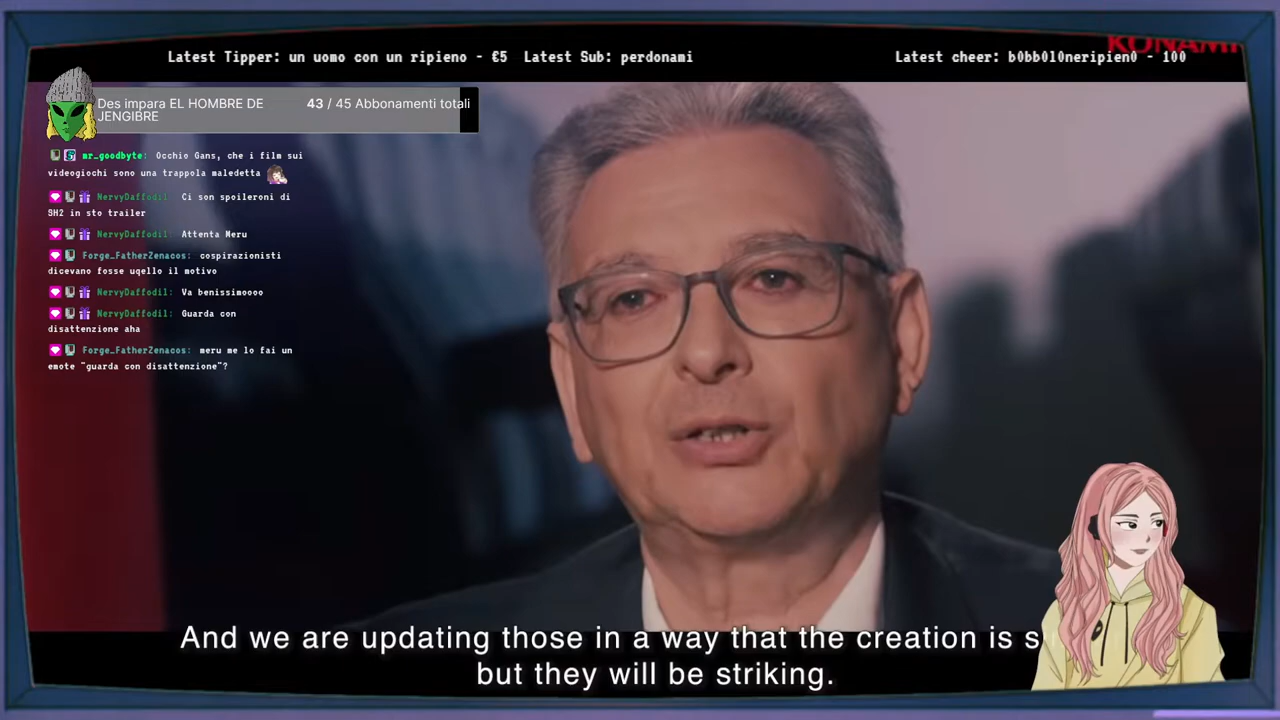 KONAMI
Latest Tipper: un uomo con un ripieno - €5 Latest Sub: perdonami
Latest cheer: b0bb0l0neripien0 - 100
Des impara EL HOMBRE DE
JENGIBRE
43 / 45 Abbonamenti totali
mr_goodbyte: Occhio Gans, che i film sui
videogiochi sono una trappola maledetta
NervyDaffodil: Ci son spoileroni di
SH2 in sto trailer
NervyDaffodil: Attenta Meru
Forge_FatherZenacos: cospirazionisti
dicevano fosse uqello il motivo
NervyDaffodil: Va benissimoooo
NervyDaffodil: Guarda con
disattenzione aha
Forge_FatherZenacos: meru me lo fai un
emote "guarda con disattenzione"?
And we are updating those in a way that the creation is
but they will be striking.